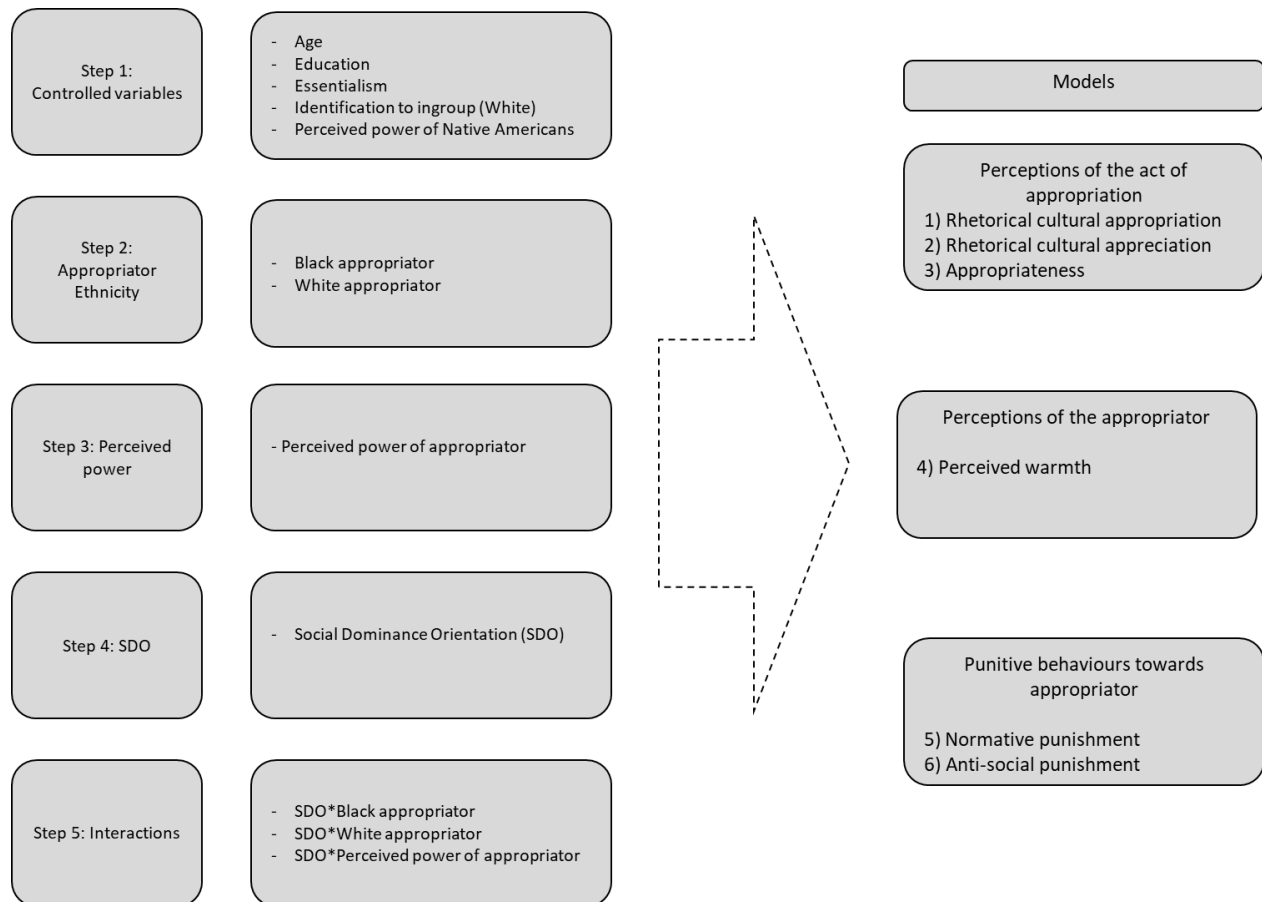 Step 1:
Controlled variables
- Age
- Education
- Essentialism
- Identification to ingroup (White)
- Perceived power of Native Americans
Step 2:
Appropriator
Ethnicity
- Black appropriator
- White appropriator
Step 3: Perceived
power
- Perceived power of appropriator
Step 4: SDO
- Social Dominance Orientation (SDO)
Step 5: Interactions
- SDO*Black appropriator
- SDO*White appropriator
- SDO*Perceived power of appropriator
Models
Perceptions of the act of
appropriation
1) Rhetorical cultural appropriation
2) Rhetorical cultural appreciation
3) Appropriateness
Perceptions of the appropriator
4) Perceived warmth
Punitive behaviours towards
appropriator
5) Normative punishment
6) Anti-social punishment